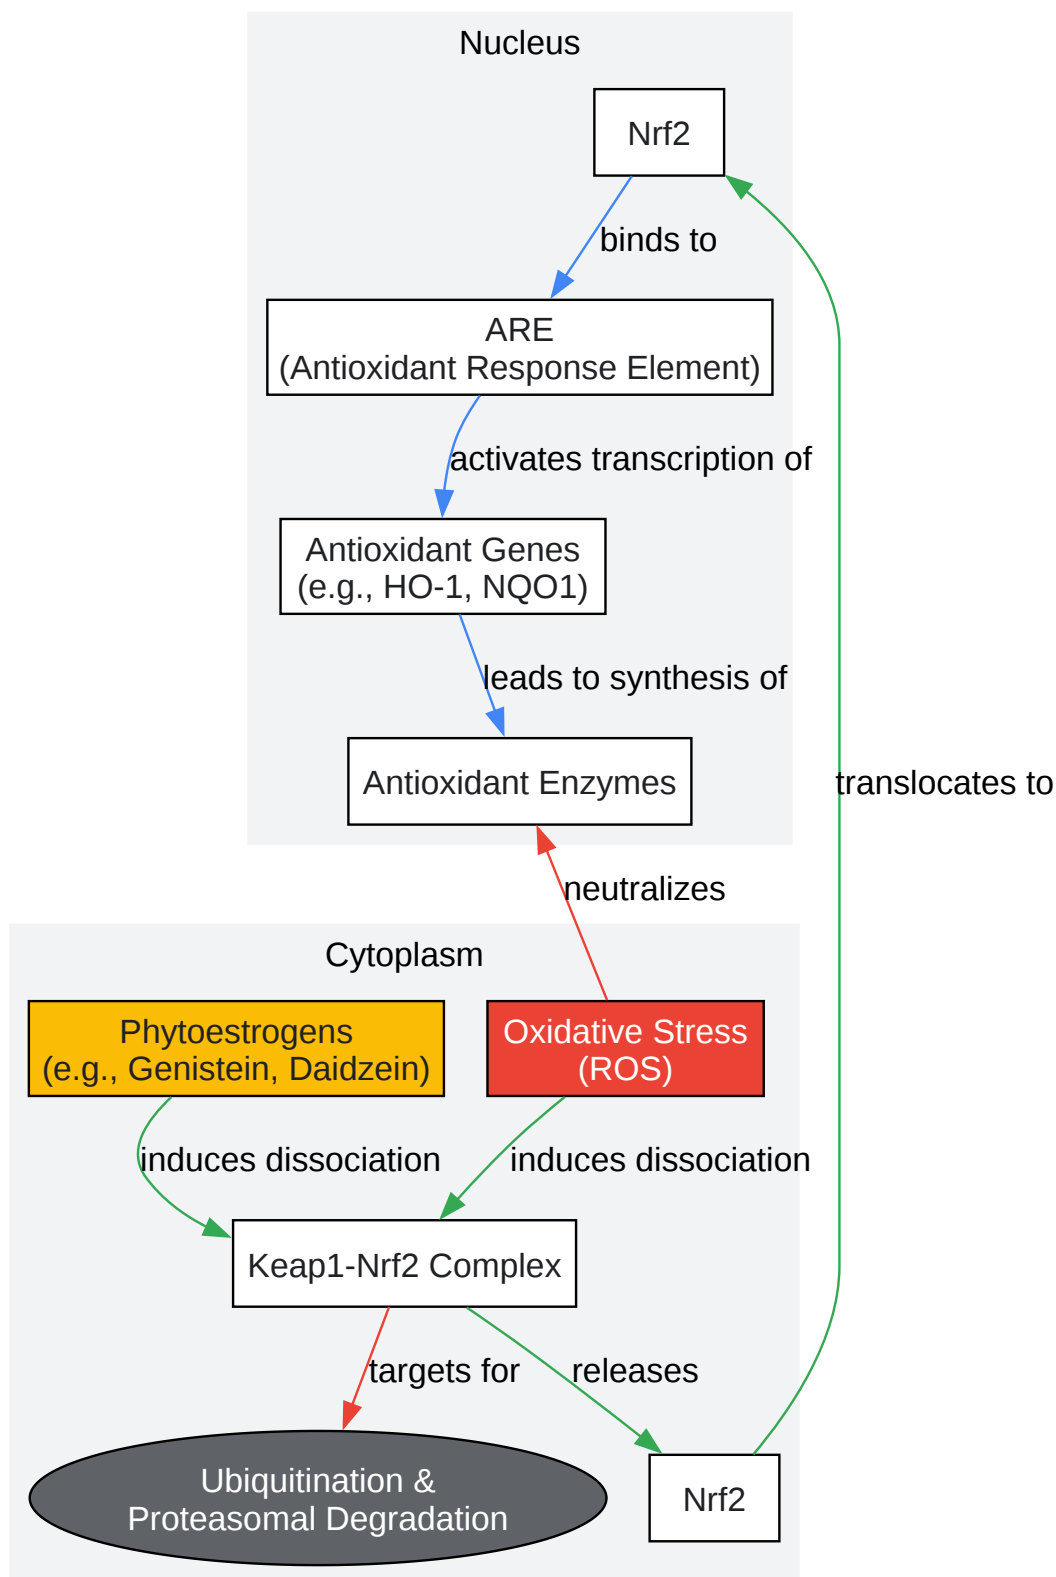 Nucleus
Nrf2
binds to
ARE
(Antioxidant Response Element)
activates transcription of
Antioxidant Genes
(e.g., HO-1, NQO1)
leads to synthesis of
Antioxidant Enzymes
translocates to
neutralizes
Cytoplasm
Phytoestrogens
(e.g., Genistein, Daidzein)
Oxidative Stress
(ROS)
induces dissociation
induces dissociation
Keap1-Nrf2 Complex
targets for
releases
Ubiquitination &
Proteasomal Degradation
Nrf2